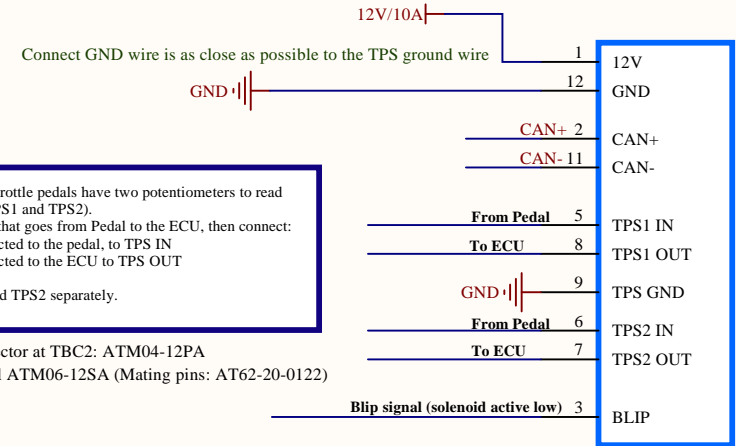 12V/10A
Connect GND wire is as close as possible to the TPS ground wire
1 12V
GND 12 GND
CAN+ 2 CAN+
CAN- 11 CAN-
rottle pedals have two potentiometers to read
PS1 and TPS2).
that goes from Pedal to the ECU, then connect:
cted to the pedal, to TPS IN
cted to the ECU to TPS OUT
d TPS2 separately.
From Pedal 5 TPS1 IN
To ECU 8 TPS1 OUT
GND 9 TPS GND
From Pedal 6 TPS2 IN
To ECU 7 TPS2 OUT
ctor at TBC2: ATM04-12PA
ATM06-12SA (Mating pins: AT62-20-0122)
Blip signal (solenoid active low) 3 BLIP